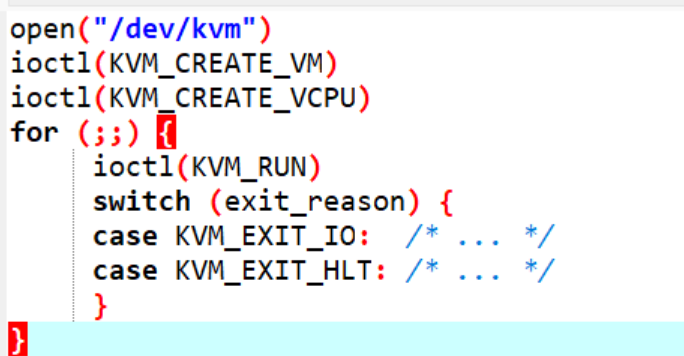 open("/dev/kvm")
ioctl(KVM_CREATE_VM)
ioctl(KVM_CREATE_VCPU)
for (;;) {
ioctl(KVM_RUN)
switch (exit_reason) {
case KVM_EXIT_IO:  /* ... */
case KVM_EXIT_HLT: /* ... */
}
}